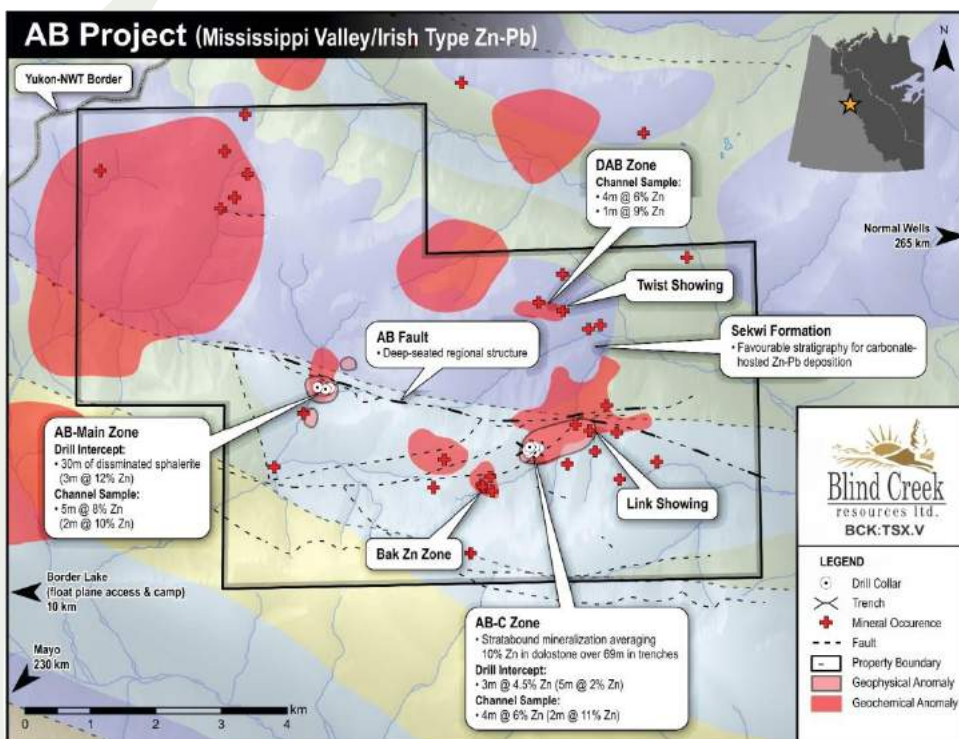 AB Project (Mississippi Valley/Irish Type Zn-Pb)
Yukon-NWT Border
N
DAB Zone
Channel Sample:
• 4m @ 6% Zn
• 1m @ 9% Zn
Normal Wells
265 km
Twist Showing
AB Fault
• Deep-seated regional structure
Sekwi Formation
• Favourable stratigraphy for carbonate-
hosted Zn-Pb deposition
AB-Main Zone
Drill Intercept:
• 30m of dissminated sphalerite
(3m @ 12% Zn)
Channel Sample:
• 5m @ 8% Zn
(2m @ 10% Zn)
Bak Zn Zone
Link Showing
Border Lake
(float plane access & camp)
10 km
Mayo
230 km
AB-C Zone
• Stratabound mineralization averaging
10% Zn in dolostone over 69m in trenches
Drill Intercept:
• 3m @ 4.5% Zn (5m @ 2% Zn)
Channel Sample:
• 4m @ 6% Zn (2m @ 11% Zn)
0 1 2 3 4 km
Blind Creek
resources ltd.
BCK:TSX.V
LEGEND
Drill Collar
Trench
Mineral Occurence
Fault
Property Boundary
Geophysical Anomaly
Geochemical Anomaly